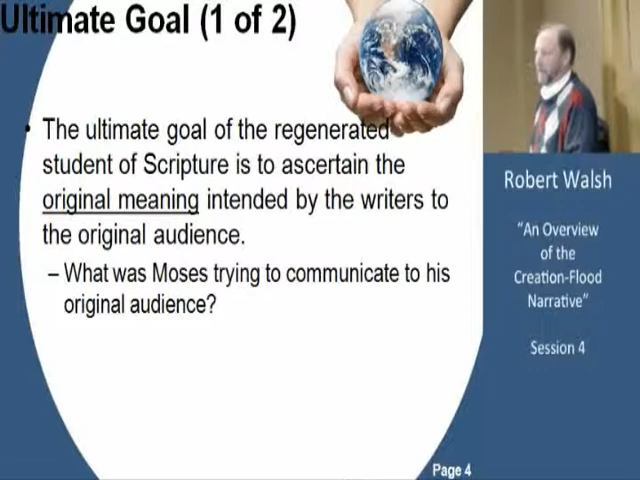 Ultimate Goal (1 of 2)
• The ultimate goal of the regenerated
student of Scripture is to ascertain the
original meaning intended by the writers to
the original audience.
– What was Moses trying to communicate to his
original audience?
Page 4
Robert Walsh
"An Overview
of the
Creation-Flood
Narrative"
Session 4